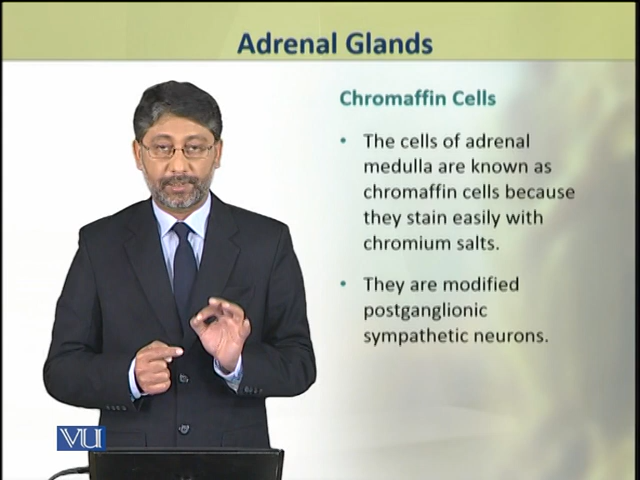 Adrenal Glands
Chromaffin Cells
• The cells of adrenal
medulla are known as
chromaffin cells because
they stain easily with
chromium salts.
• They are modified
postganglionic
sympathetic neurons.
VU